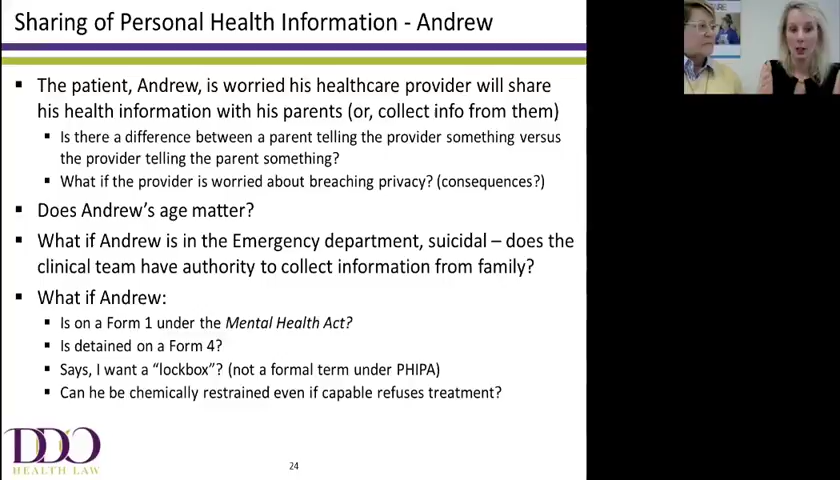 Sharing of Personal Health Information - Andrew
The patient, Andrew, is worried his healthcare provider will share
his health information with his parents (or, collect info from them)
Is there a difference between a parent telling the provider something versus
the provider telling the parent something?
What if the provider is worried about breaching privacy? (consequences?)
Does Andrew's age matter?
What if Andrew is in the Emergency department, suicidal – does the
clinical team have authority to collect information from family?
What if Andrew:
Is on a Form 1 under the Mental Health Act?
Is detained on a Form 4?
Says, I want a "lockbox"? (not a formal term under PHIPA)
Can he be chemically restrained even if capable refuses treatment?
DDO
HEALTH LAW
24